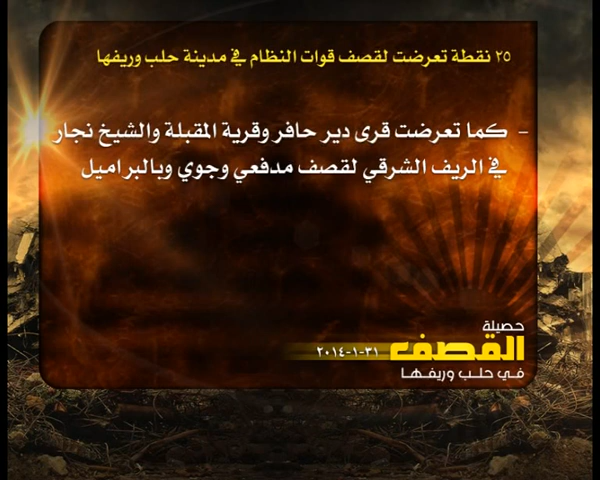 ٢٥ نقطة تعرضت لقصف قوات النظام في مدينة حلب وريفها
- كما تعرضت قرى دير حافر وقرية المقبلة والشيخ نجار
في الريف الشرقي لقصف مدفعي وجوي وبالبراميل
حصيلة
القصف
٣١-١-٢٠١٤
في حلب وريفها